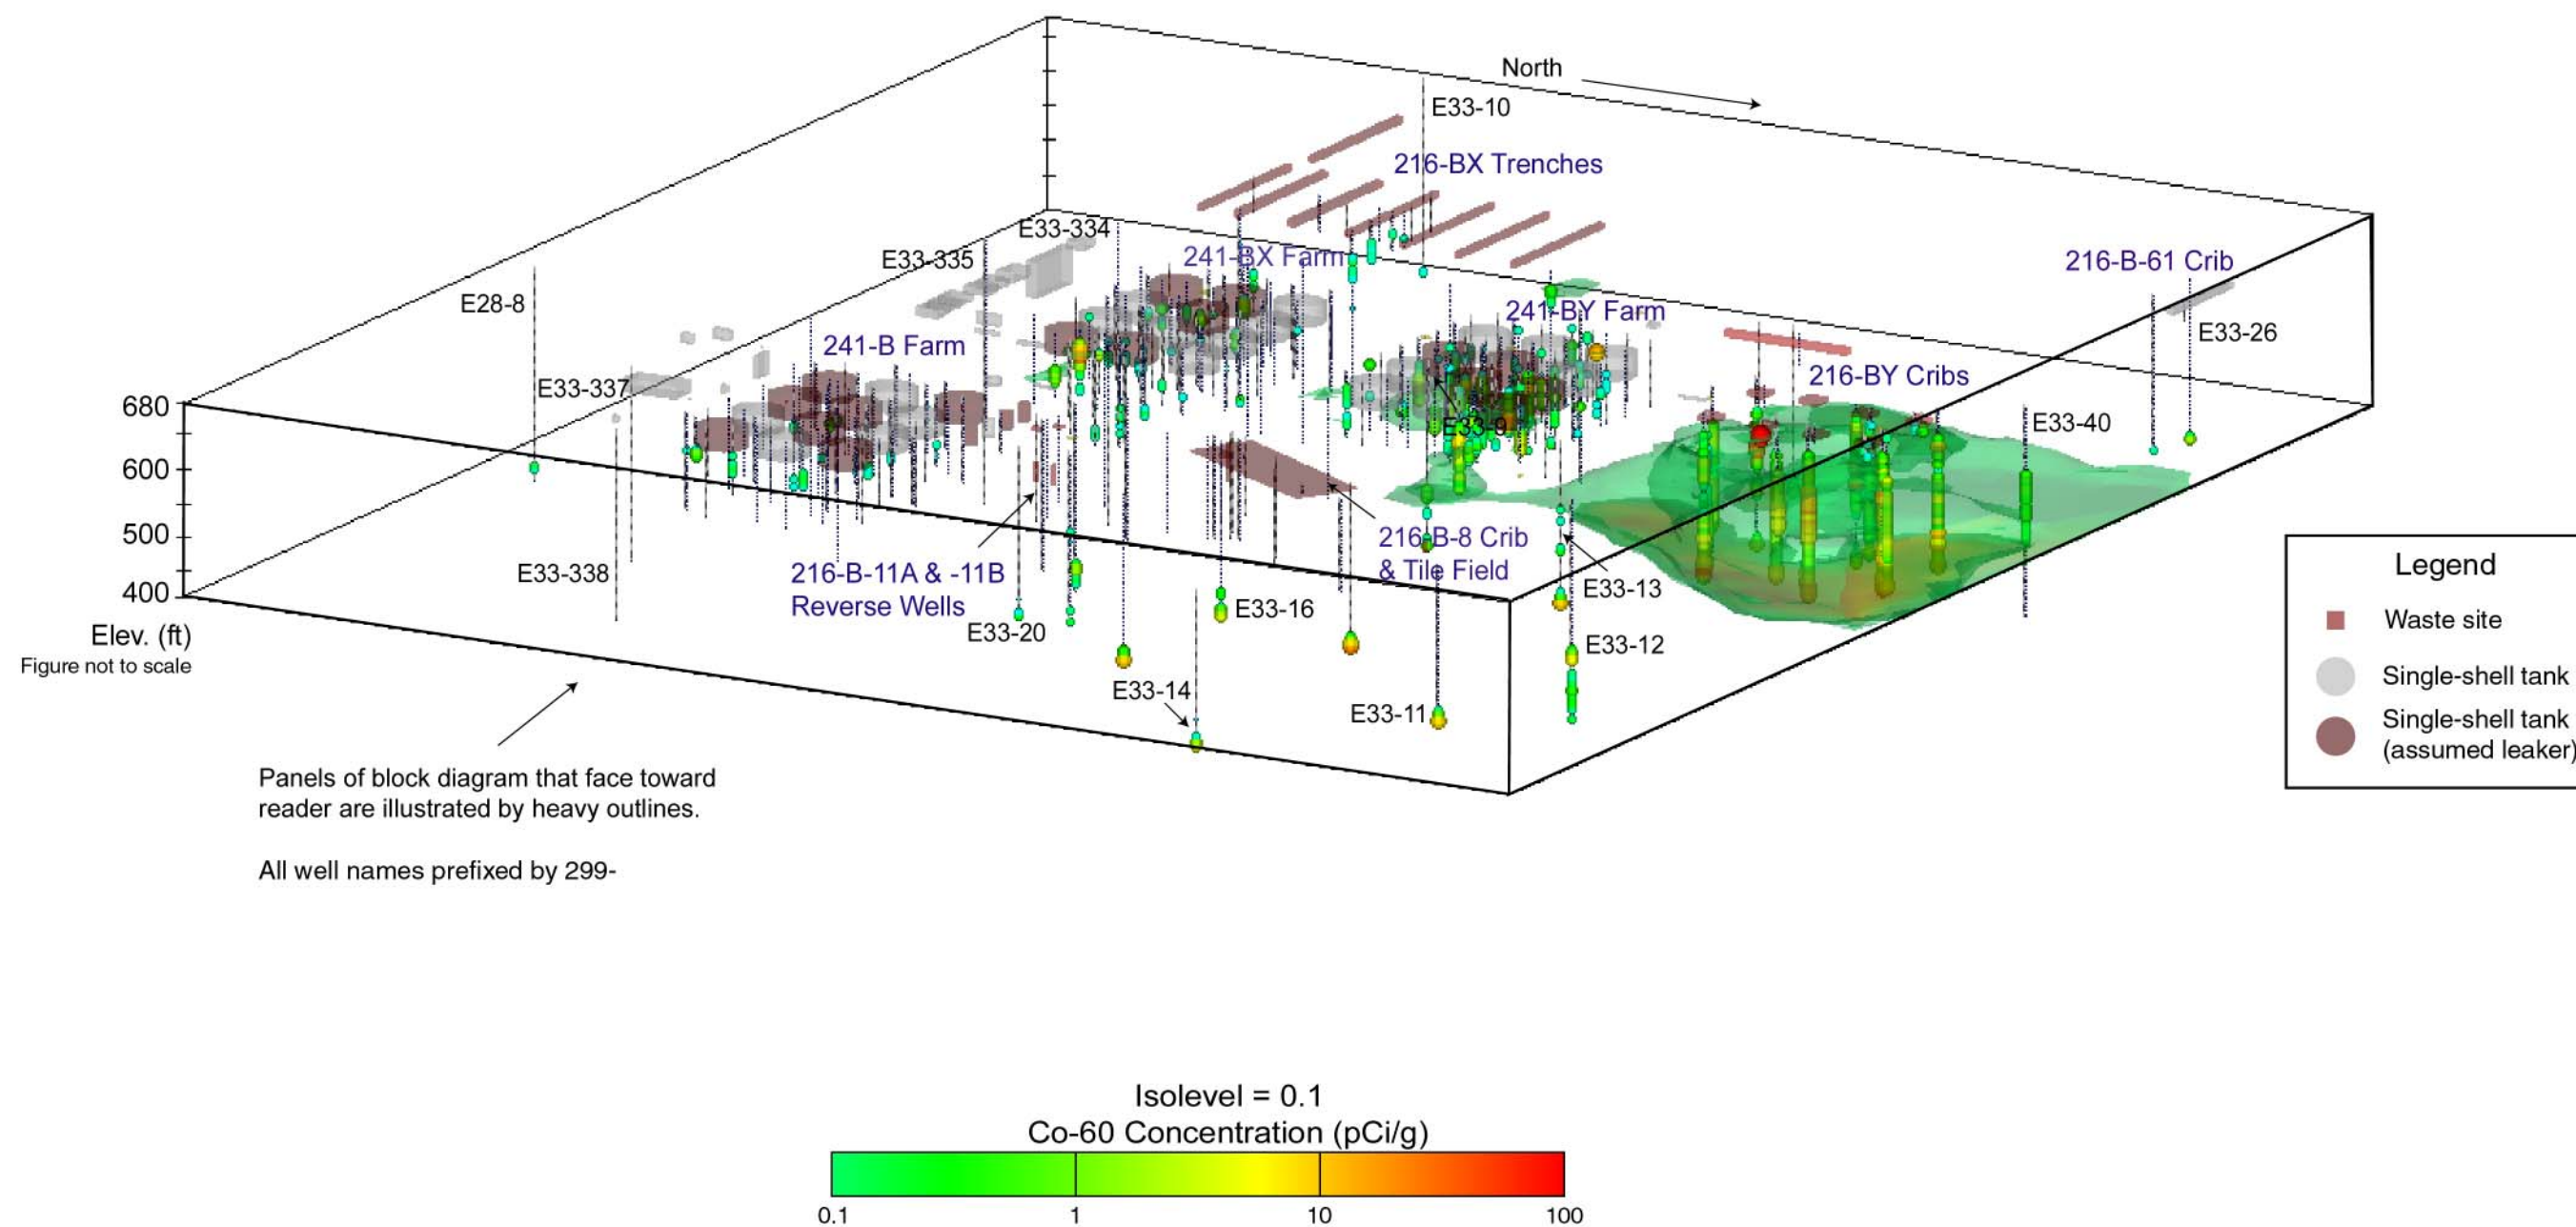 North
E33-10
216-BX Trenches
E33-334
E33-335
241-BX Farm
216-B-61 Crib
E28-8
241-BY Farm
E33-26
241-B Farm
E33-337
216-BY Cribs
680
E33-9
E33-40
600
500
216-B-8 Crib
& Tile Field
400
E33-338
216-B-11A & -11B
Reverse Wells
E33-13
E33-16
E33-20
E33-12
E33-14
E33-11
Elev. (ft)
Figure not to scale
Legend
Waste site
Single-shell tank
Single-shell tank
(assumed leaker)
Panels of block diagram that face toward
reader are illustrated by heavy outlines.
All well names prefixed by 299-
Isolevel = 0.1
Co-60 Concentration (pCi/g)
0.1
1
10
100